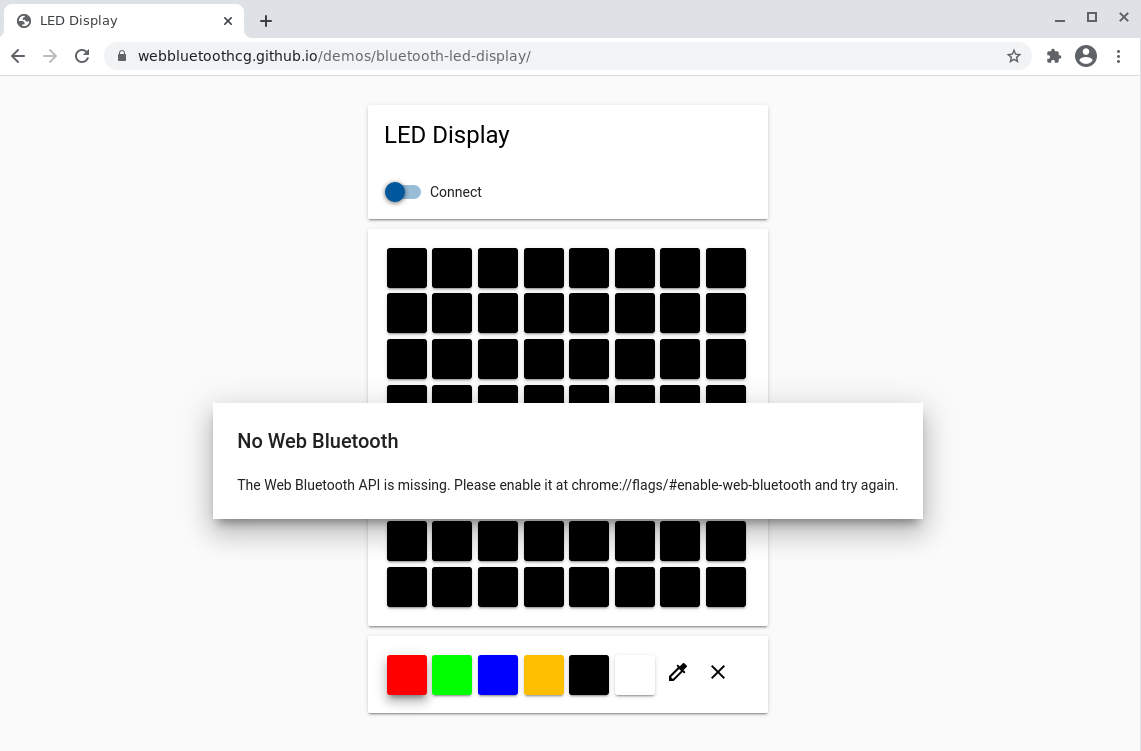 LED Display
webbluetoothcg.github.io/demos/bluetooth-led-display/
LED Display
Connect
No Web Bluetooth
The Web Bluetooth API is missing. Please enable it at chrome://flags/#enable-web-bluetooth and try again.